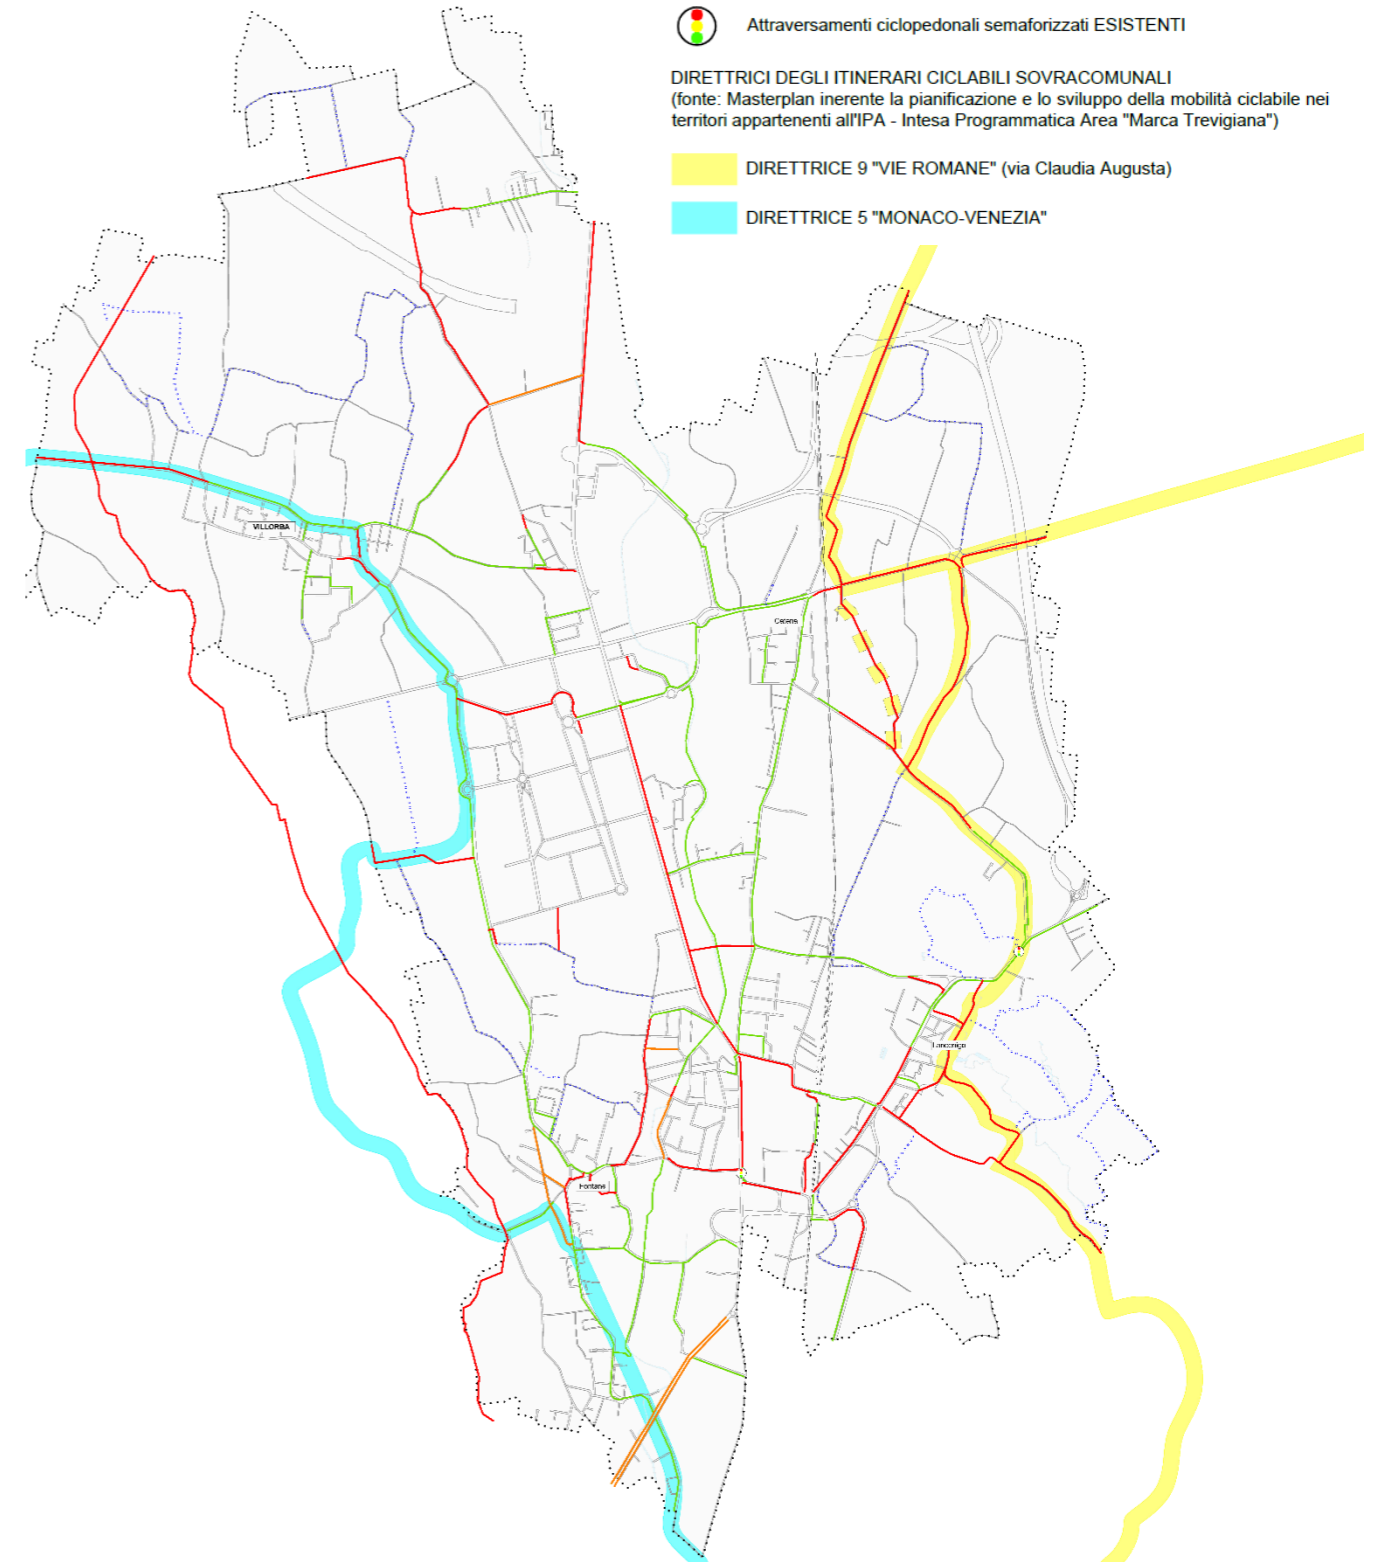 Attraversamenti ciclopedonali semaforizzati ESISTENTI
DIRETTRICI DEGLI ITINERARI CICLABILI SOVRACOMUNALI
(fonte: Masterplan inerente la pianificazione e lo sviluppo della mobilità ciclabile nei
territori appartenenti all'IPA - Intesa Programmatica Area "Marca Trevigiana")
DIRETTRICE 9 "VIE ROMANE" (via Claudia Augusta)
DIRETTRICE 5 "MONACO-VENEZIA"
VILLORBA
Catena
Lancenigo
Fontane